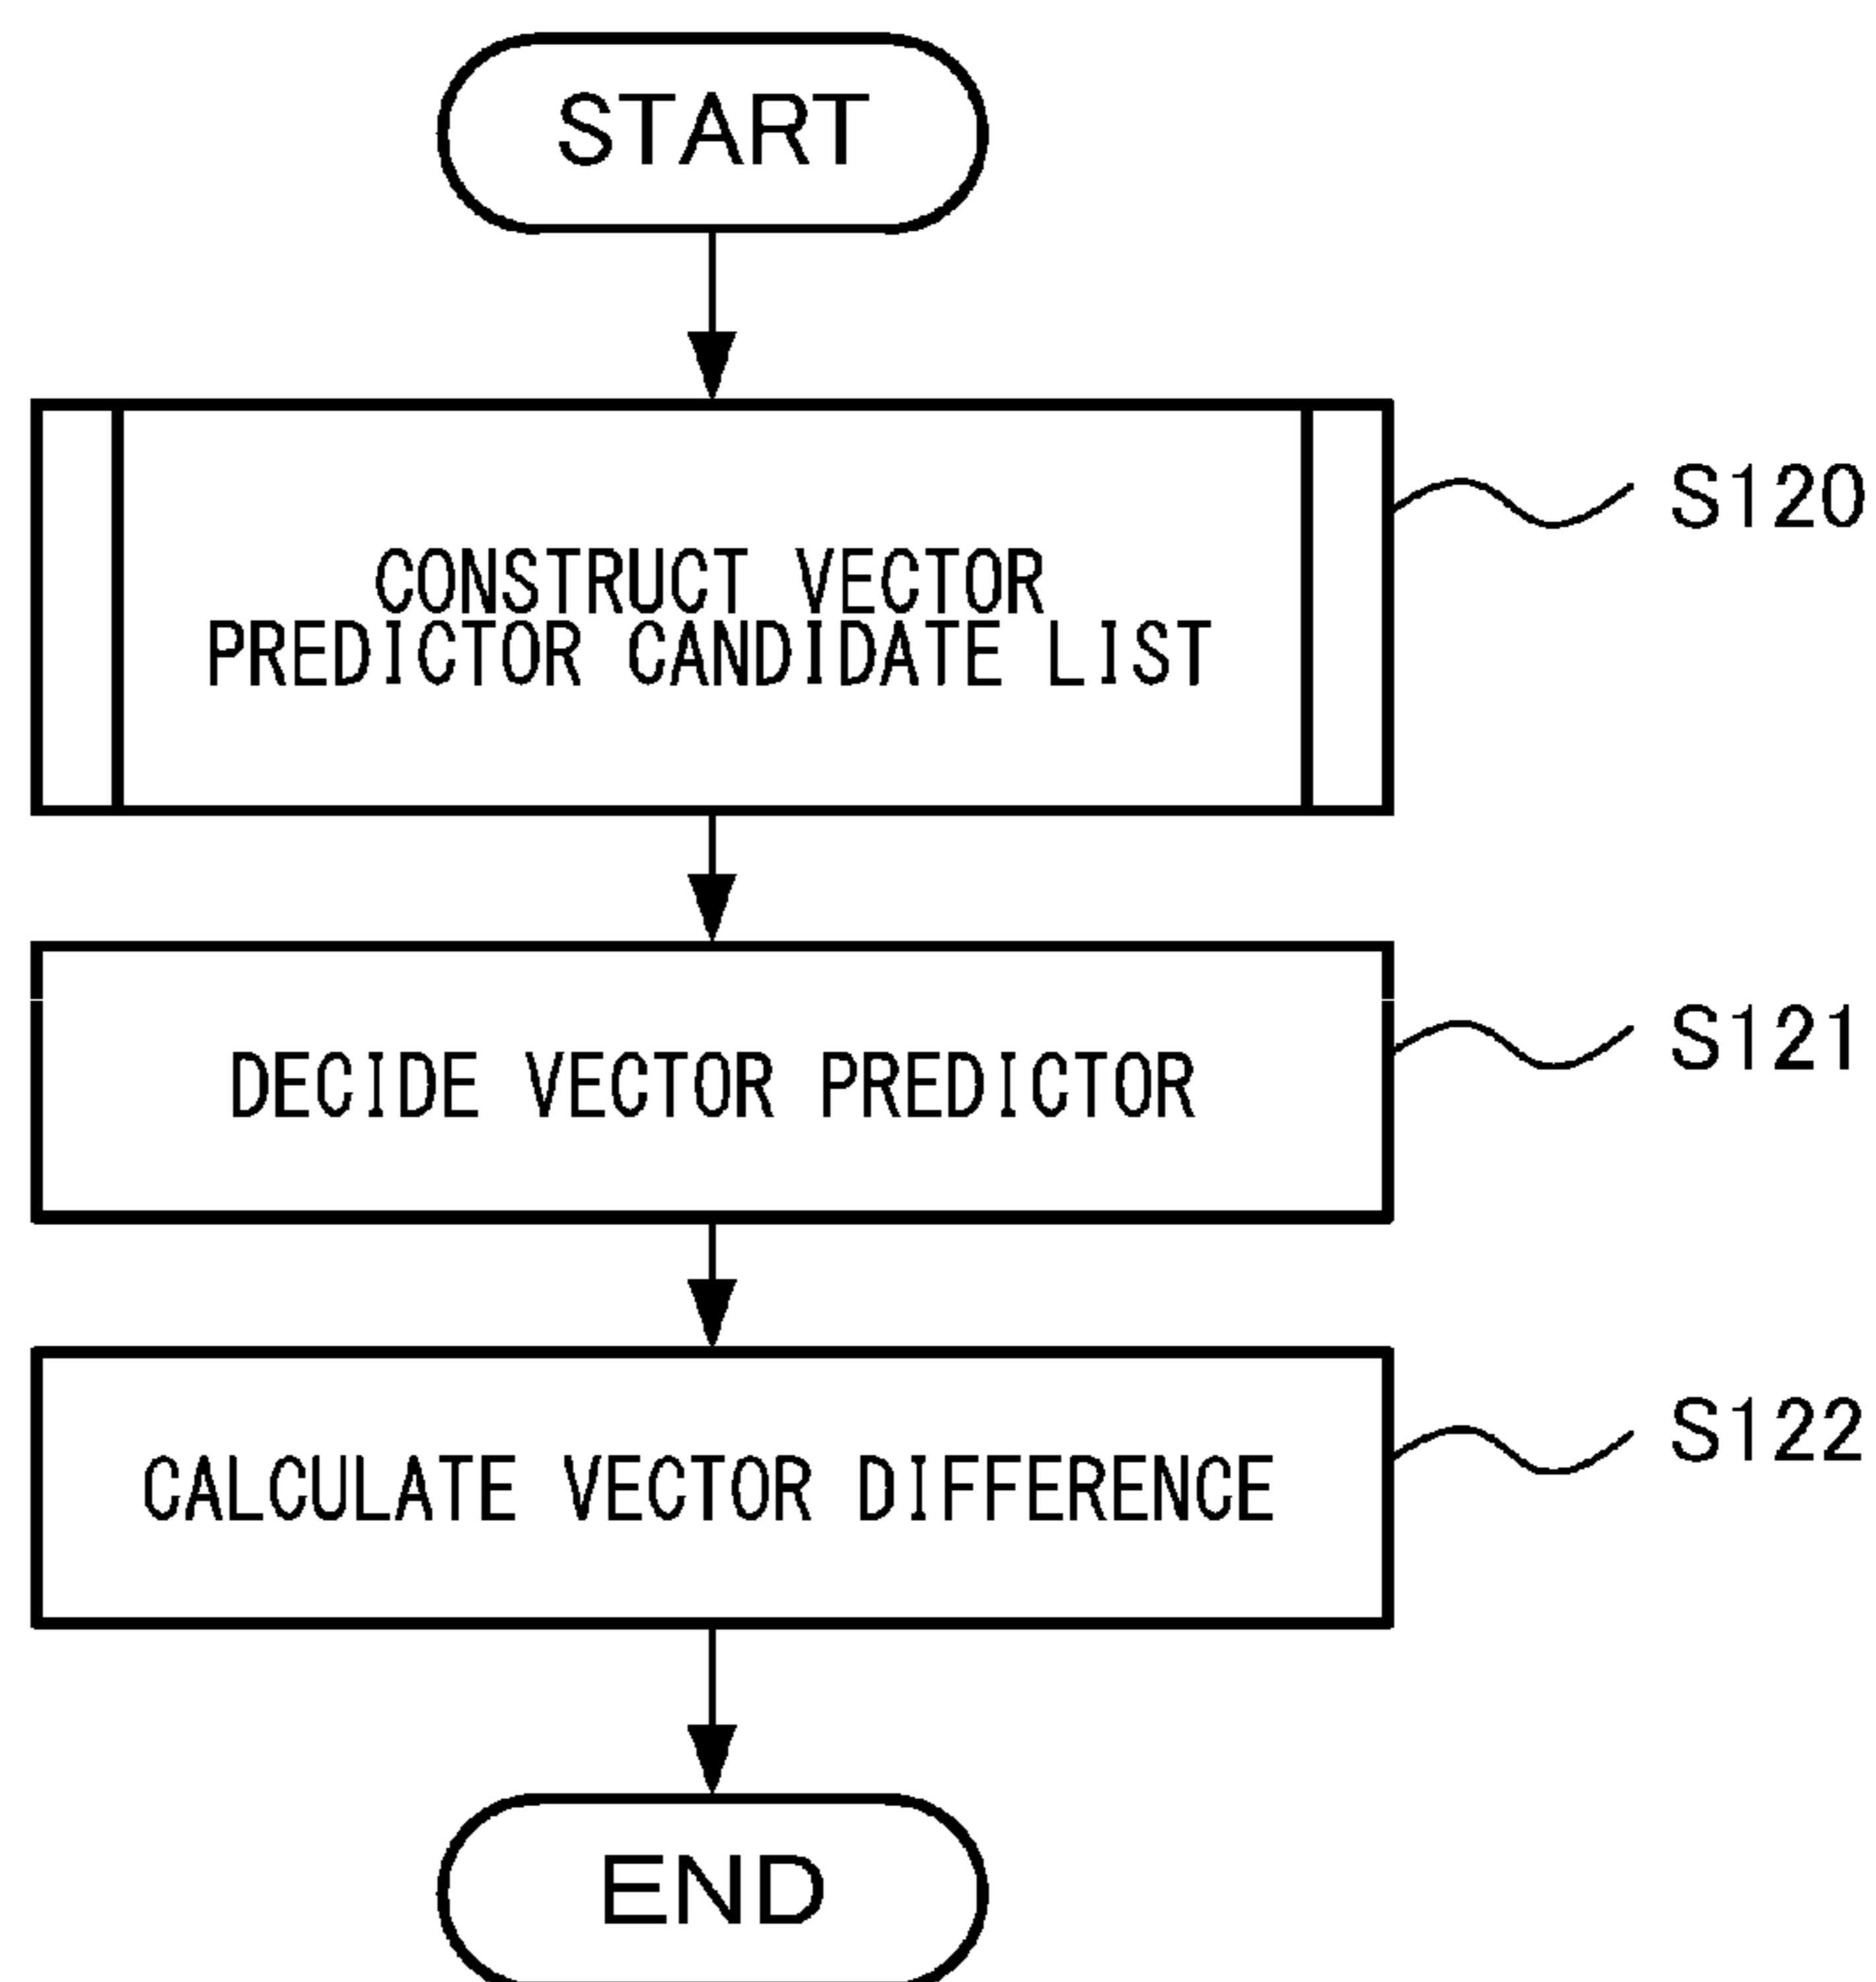 START
S120
CONSTRUCT VECTOR
PREDICTOR CANDIDATE LIST
S121
DECIDE VECTOR PREDICTOR
S122
CALCULATE VECTOR DIFFERENCE
END